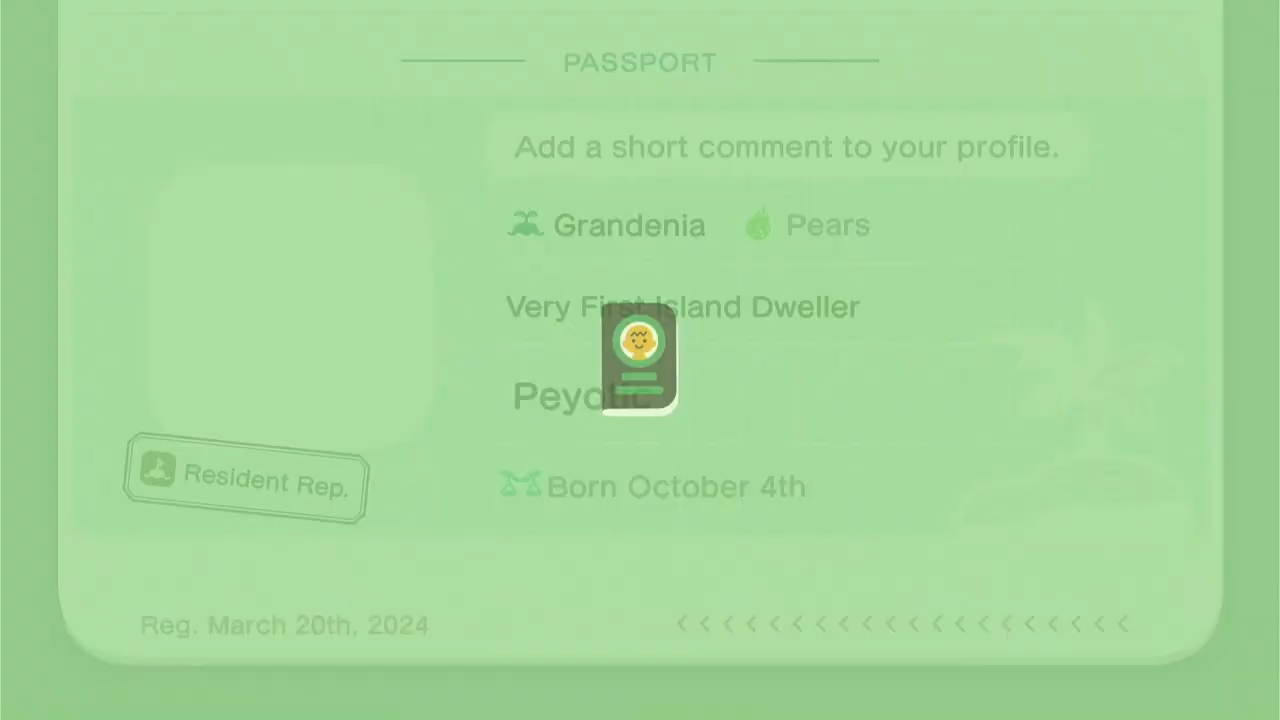 PASSPORT
Add a short comment to your profile.
Grandenia Pears
Very First Island Dweller
Born October 4th
Resident Rep.
Reg. March 20th, 2024